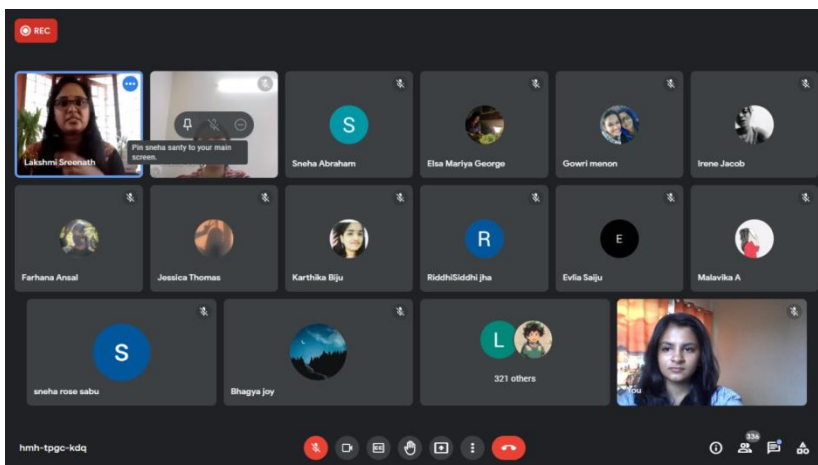 REC
Lakshmi Sreenath
Pin sneha santy to your main
screen.
S
Sneha Abraham
Elsa Mariya George
Gowri menon
Irene Jacob
Farhana Ansal
Jessica Thomas
Karthika Biju
R
RiddhiSiddhi jha
E
Evlia Saiju
Malavika A
S
sneha rose sabu
Bhagya joy
L
321 others
You
hmh-tpgc-kdq
CC
336